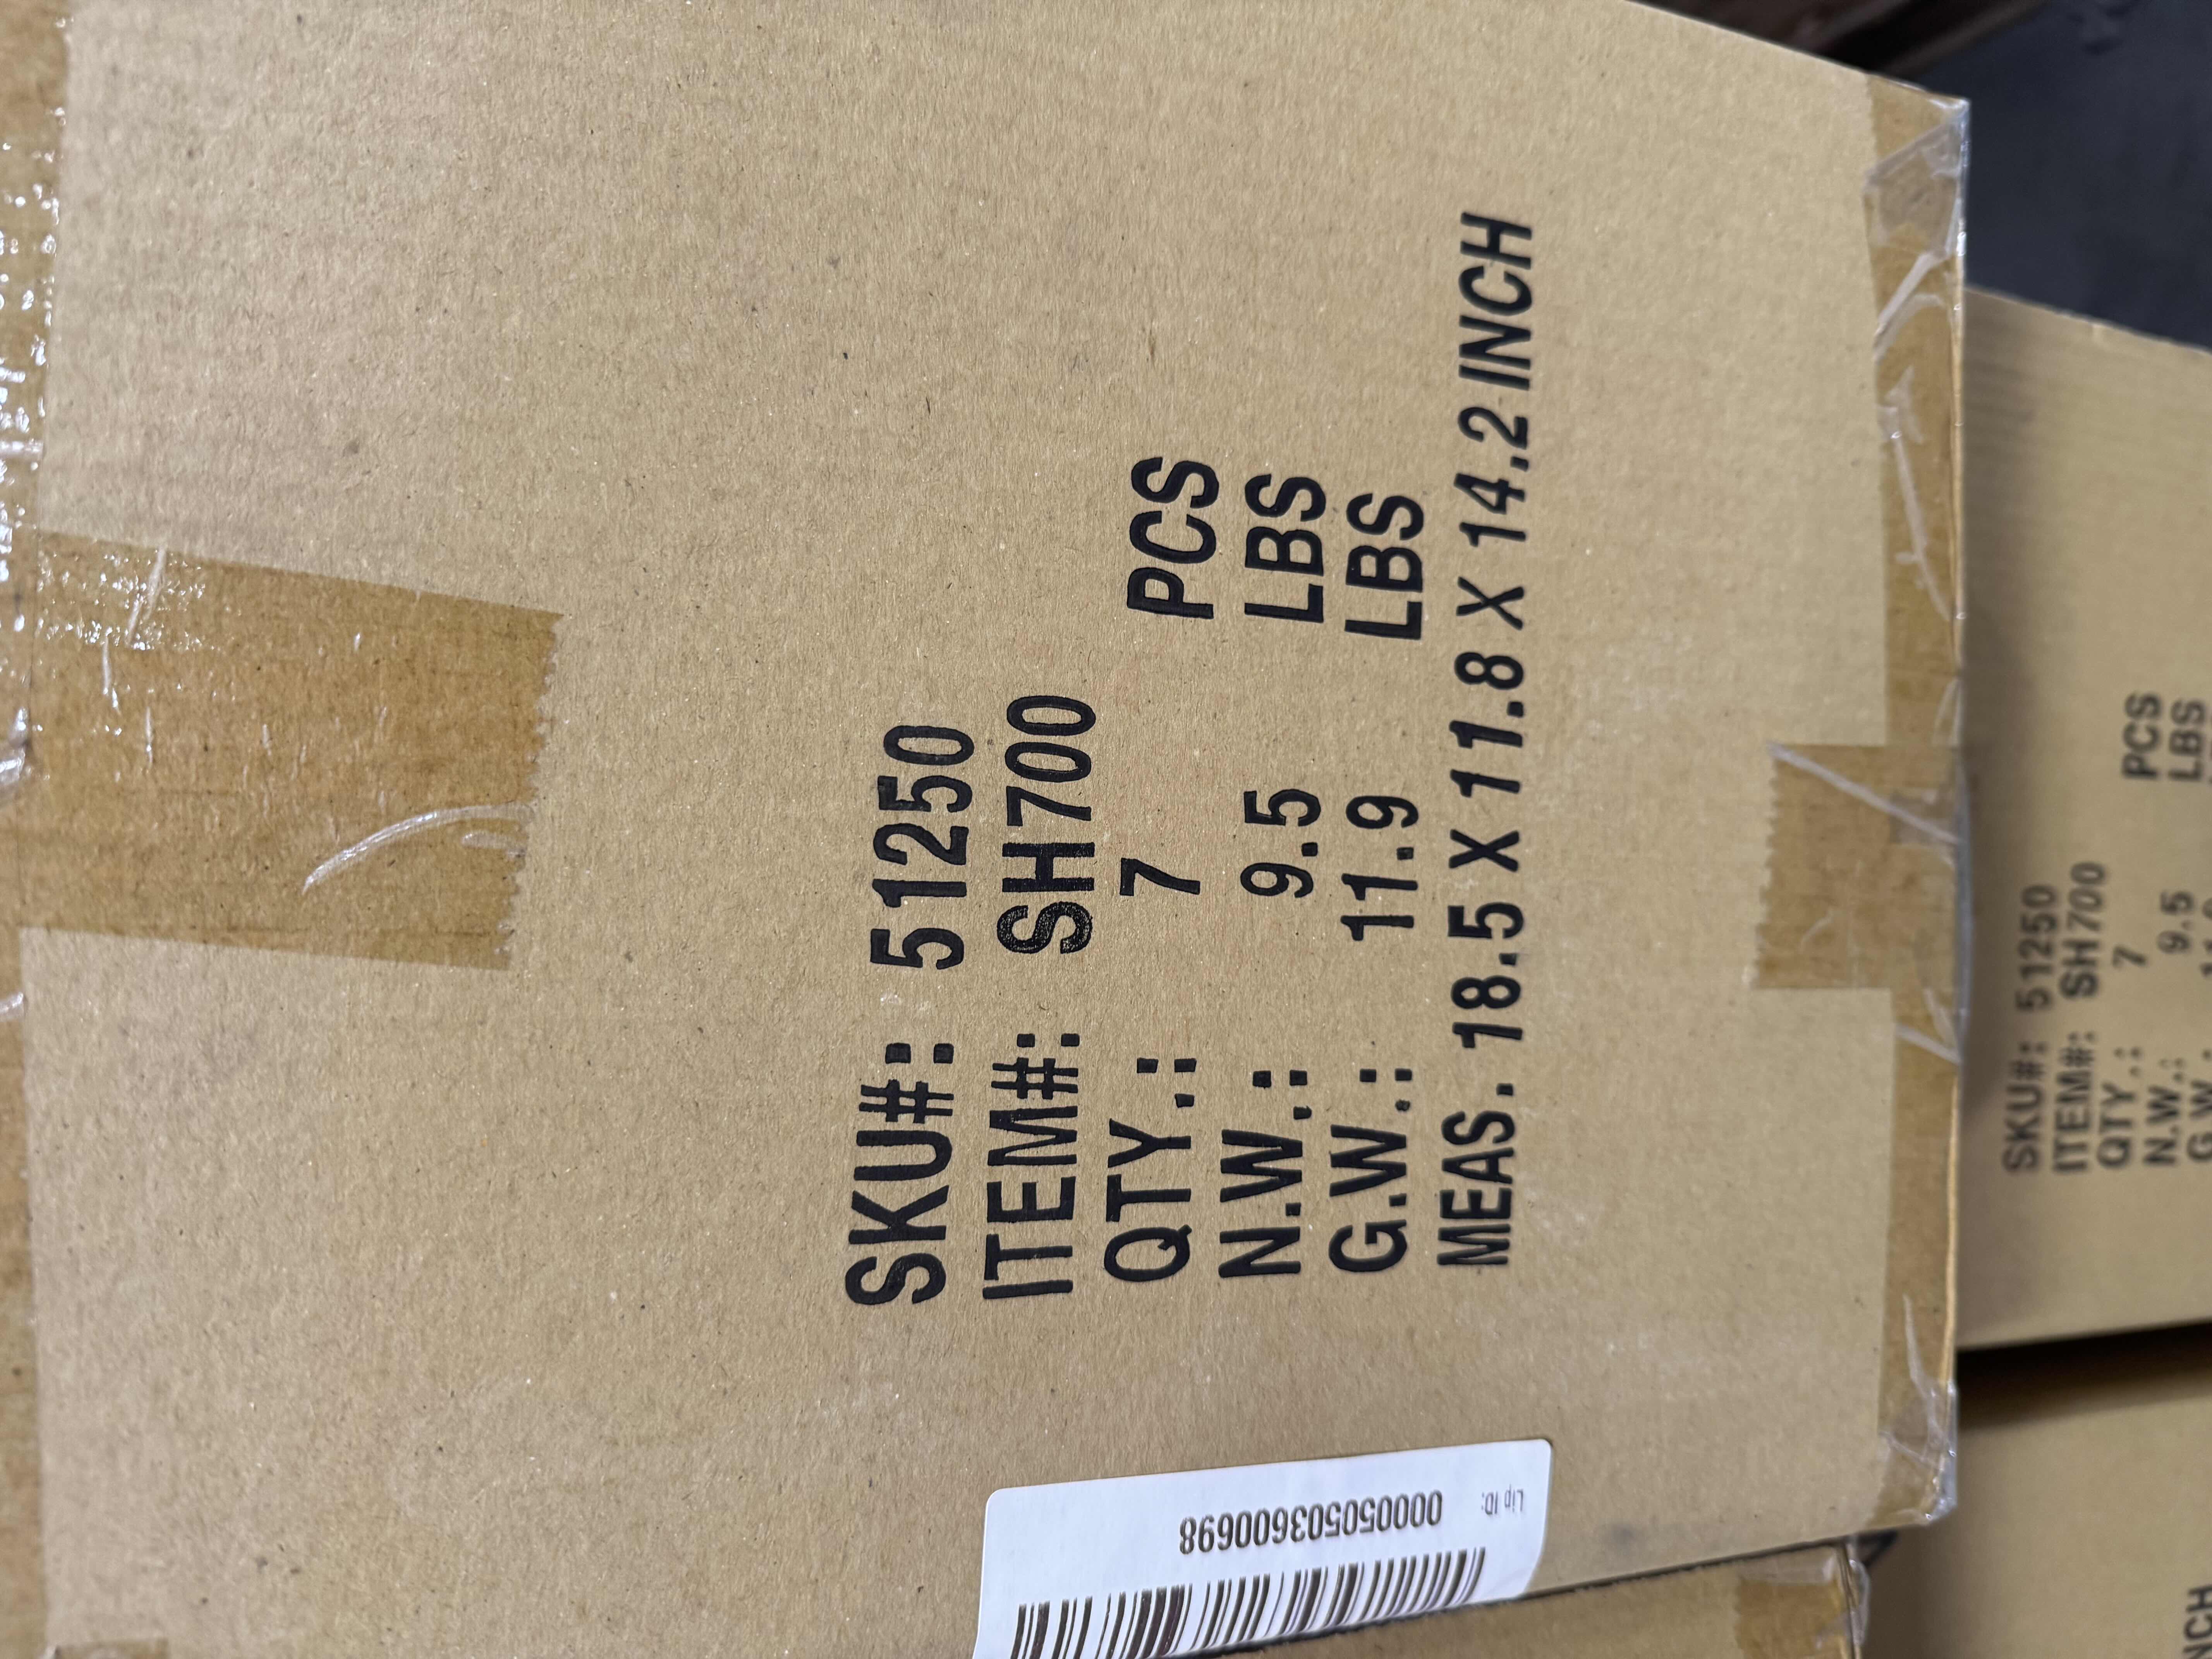 SKU#: 51250
ITEM#: SH700
QTY.: 7 PCS
N.W.: 9.5 LBS
G.W.: 11.9 LBS
MEAS. 18.5 X 11.8 X 14.2 INCH
Lip ID:
000050503600698
SKU#: 51250
ITEM#: SH700
QTY.: 7 PCS
N.W.: 9.5 LBS
G.W.